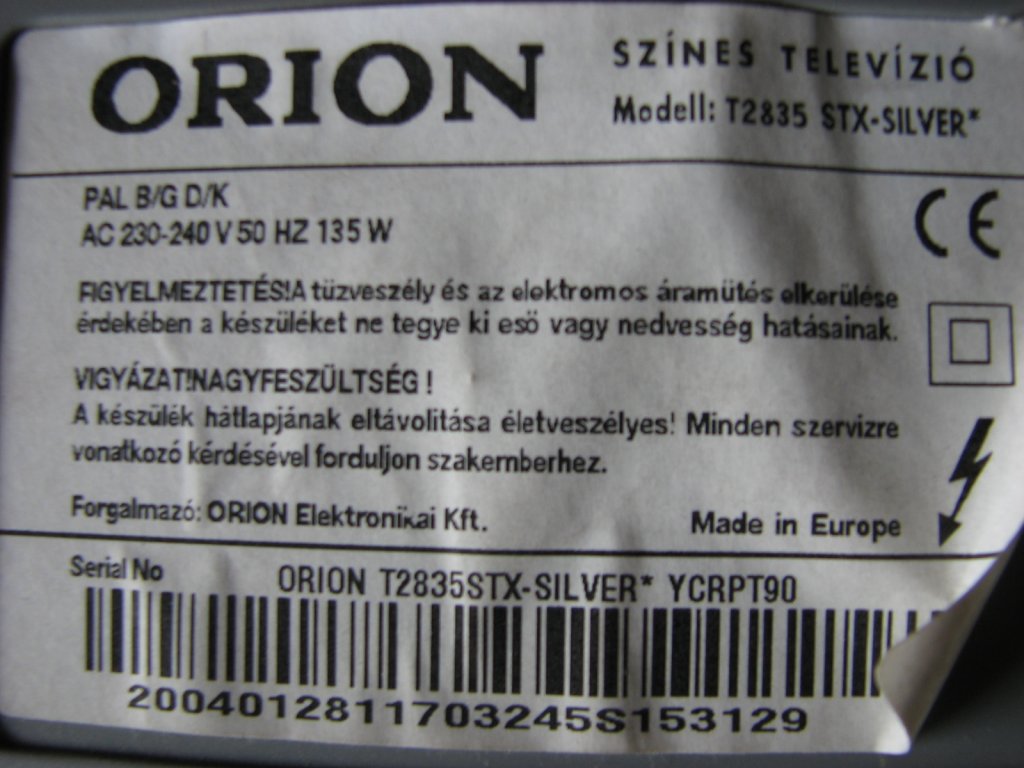 ORION
SZÍNES TELEVÍZIÓ
Modell: T2835 STX-SILVER*
PAL B/G D/K
AC 230-240 V 50 HZ 135 W
CE
FIGYELMEZTETÉS!A tüzveszély és az elektromos áramütés elkerülése
érdekében a készüléket ne tegye ki esö vagy nedvesség hatásainak.
VIGYÁZAT!NAGYFESZÜLTSÉG !
A készülék hátlapjának eltávolitása életveszélyes! Minden szervizre
vonatkozó kérdésével forduljon szakemberhez.
Forgalmazó: ORION Elektronikai Kft.
Made in Europe
Serial No
ORION T2835STX-SILVER* YCRPT90
2004012811703245S153129